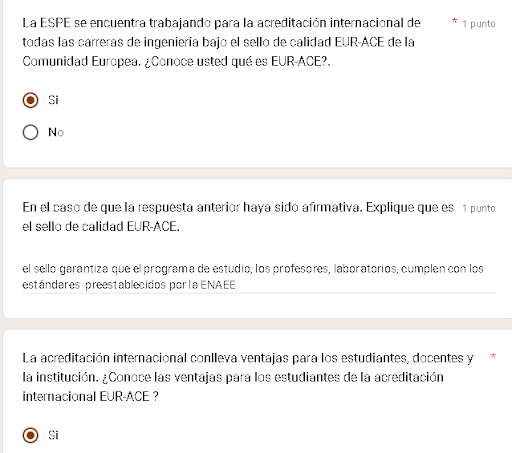 La ESPE se encuentra trabajando para la acreditación internacional de * 1 punto
todas las carreras de ingeniería bajo el sello de calidad EUR-ACE de la
Comunidad Europea. ¿Conoce usted qué es EUR-ACE?.
Si
No
En el caso de que la respuesta anterior haya sido afirmativa. Explique que es 1 punto
el sello de calidad EUR-ACE.
el sello garantiza que el programa de estudio, los profesores, laboratorios, cumplen con los
estándares preestablecidos por la ENAEE
La acreditación internacional conlleva ventajas para los estudiantes, docentes y *
la institución. ¿Conoce las ventajas para los estudiantes de la acreditación
internacional EUR-ACE ?
Si